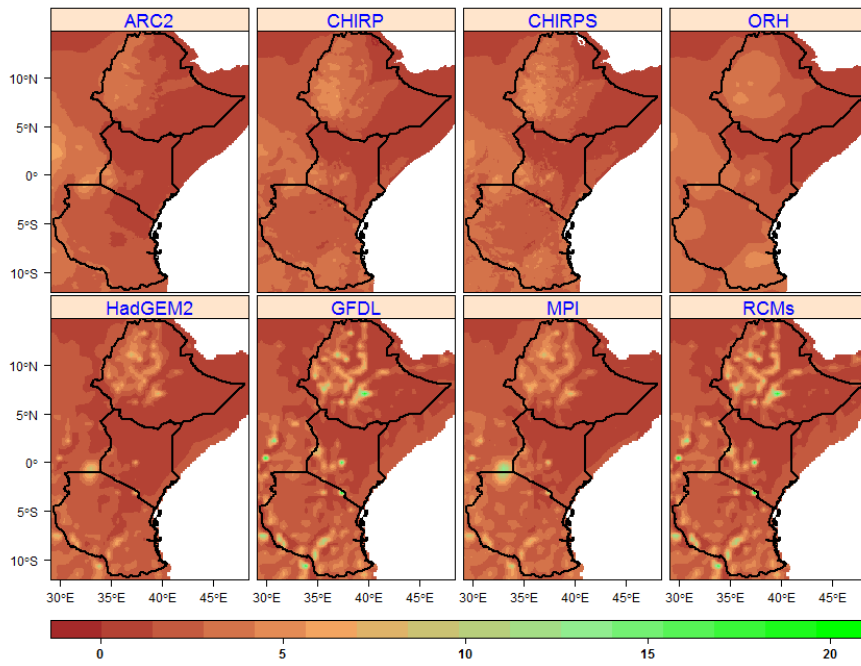 ARC2 CHIRP CHIRPS ORH
10°N
5°N
0°
5°S
10°S
HadGEM2 GFDL MPI RCMs
10°N
5°N
0°
5°S
10°S
30°E 35°E 40°E 45°E 30°E 35°E 40°E 45°E 30°E 35°E 40°E 45°E 30°E 35°E 40°E 45°E
0 5 10 15 20